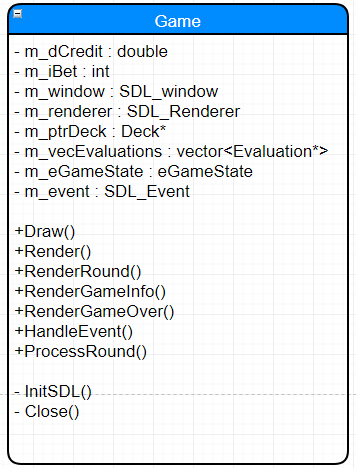 Game
- m_dCredit : double
- m_iBet : int
- m_window : SDL_window
- m_renderer : SDL_Renderer
- m_ptrDeck : Deck*
- m_vecEvaluations : vector<Evaluation*>
- m_eGameState : eGameState
- m_event : SDL_Event
+Draw()
+Render()
+RenderRound()
+RenderGameInfo()
+RenderGameOver()
+HandleEvent()
+ProcessRound()
- InitSDL()
- Close()